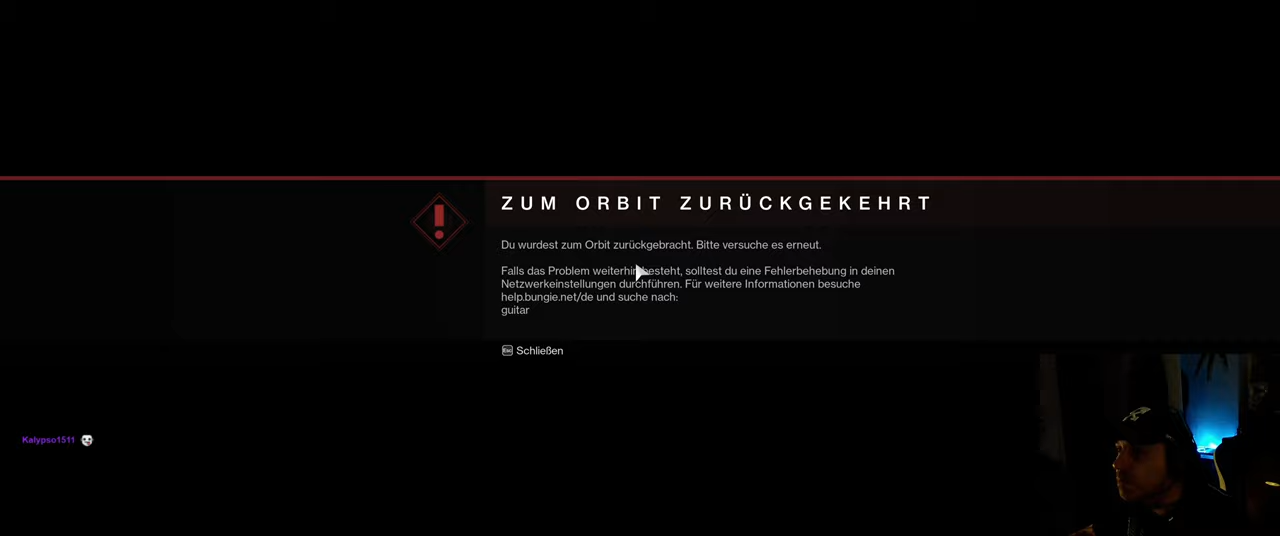 ZUM ORBIT ZURÜCKGEKEHRT
Du wurdest zum Orbit zurückgebracht. Bitte versuche es erneut.
Falls das Problem weiterhin besteht, solltest du eine Fehlerbehebung in deinen
Netzwerkeinstellungen durchführen. Für weitere Informationen besuche
help.bungie.net/de und suche nach:
guitar
Esc Schließen
Kalypso1511